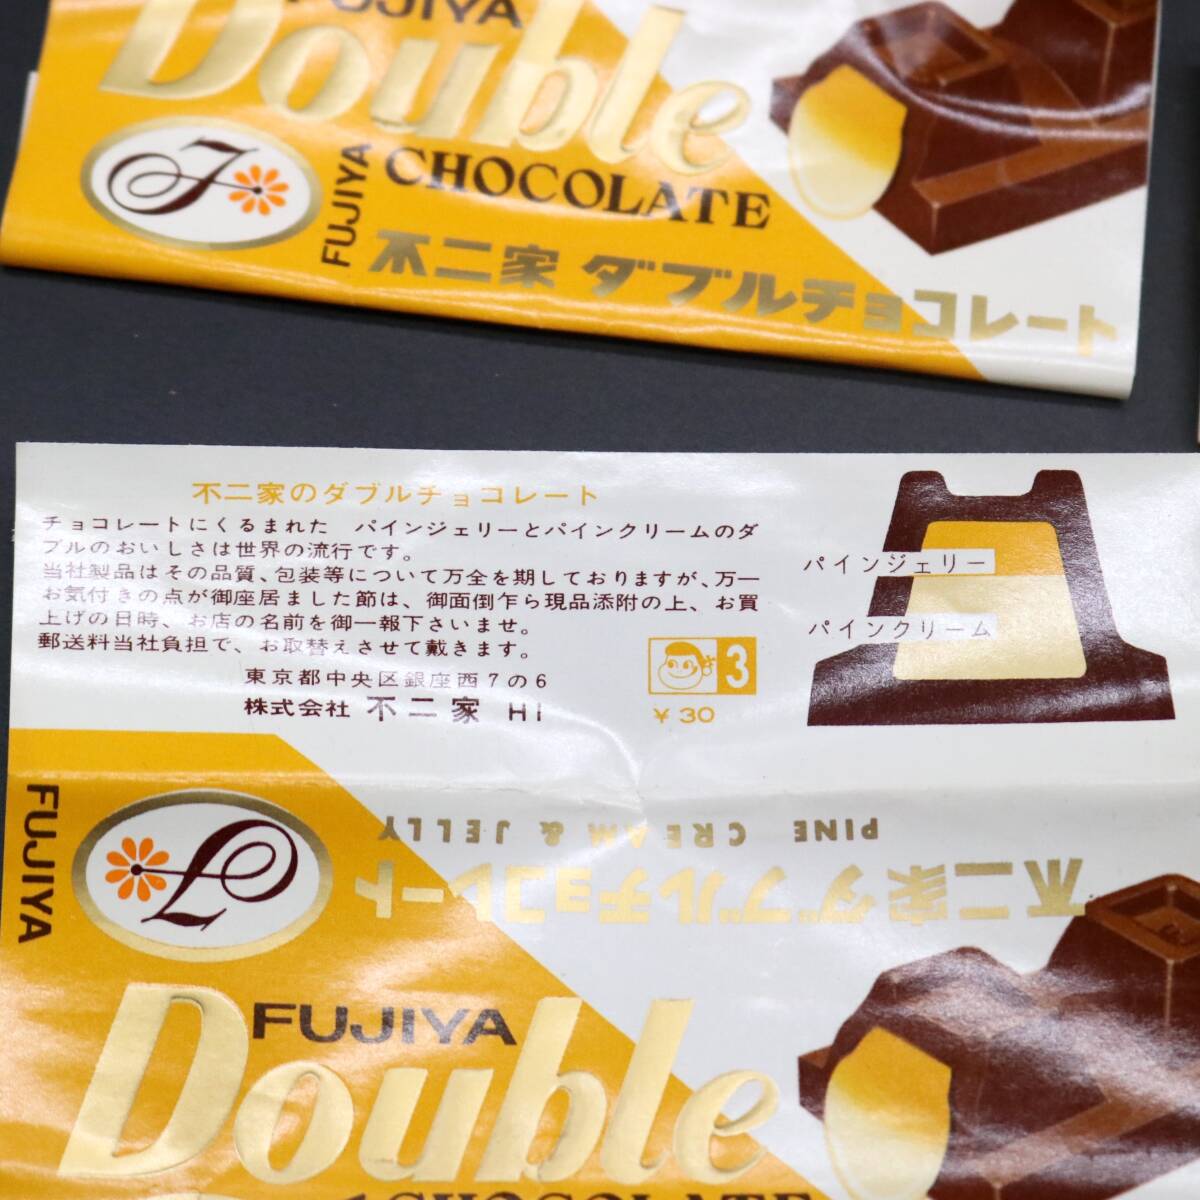 FUJIYA
Double
CHOCOLATE
FUJIYA
不二家 ダブルチョコレート
不二家のダブルチョコレート
チョコレートにくるまれた パインジェリーとパインクリームのダ
ブルのおいしさは世界の流行です。
当社製品はその品質、包装等について万全を期しておりますが、万一
お気付きの点が御座居ました節は、御面倒乍ら現品添附の上、お買
上げの日時、お店の名前を御一報下さいませ。
郵送料当社負担で、お取替えさせて戴きます。
東京都中央区銀座西7の6
株式会社 不二家 HI
3
¥30
パインジェリー
パインクリーム
FUJIYA
PINE CREAM & JELLY
不二家ダブルチョコレート
FUJIYA
Double
CHOCOLATE